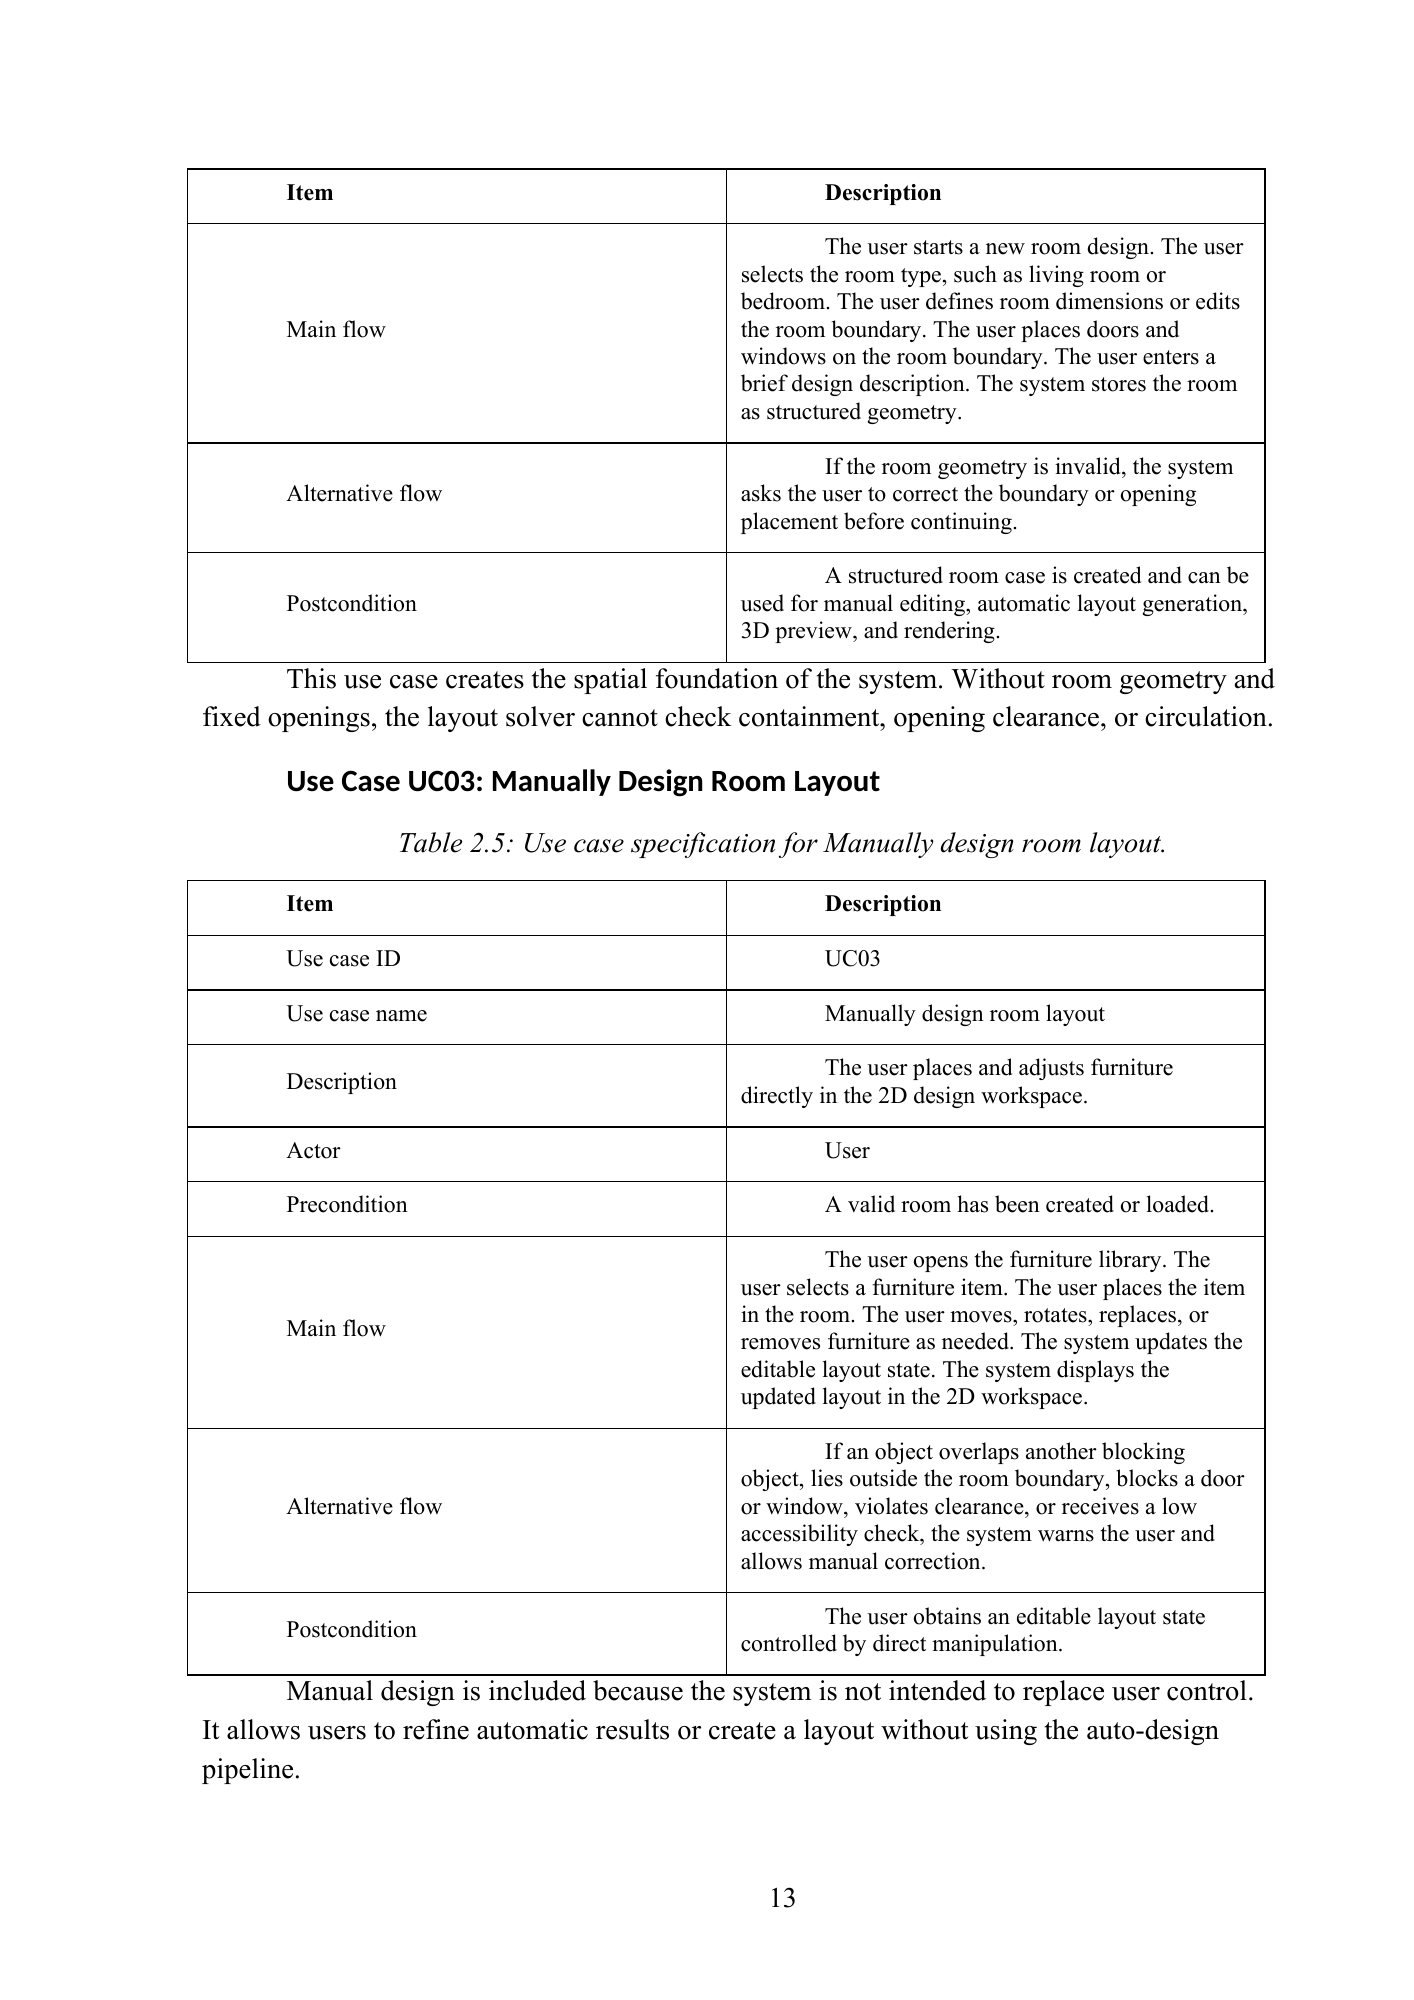 Item
Description
Main flow
The user starts a new room design. The user
selects the room type, such as living room or
bedroom. The user defines room dimensions or edits
the room boundary. The user places doors and
windows on the room boundary. The user enters a
brief design description. The system stores the room
as structured geometry.
Alternative flow
If the room geometry is invalid, the system
asks the user to correct the boundary or opening
placement before continuing.
Postcondition
A structured room case is created and can be
used for manual editing, automatic layout generation,
3D preview, and rendering.
This use case creates the spatial foundation of the system. Without room geometry and
fixed openings, the layout solver cannot check containment, opening clearance, or circulation.
Use Case UC03: Manually Design Room Layout
Table 2.5: Use case specification for Manually design room layout.
Item
Description
Use case ID
UC03
Use case name
Manually design room layout
Description
The user places and adjusts furniture
directly in the 2D design workspace.
Actor
User
Precondition
A valid room has been created or loaded.
Main flow
The user opens the furniture library. The
user selects a furniture item. The user places the item
in the room. The user moves, rotates, replaces, or
removes furniture as needed. The system updates the
editable layout state. The system displays the
updated layout in the 2D workspace.
Alternative flow
If an object overlaps another blocking
object, lies outside the room boundary, blocks a door
or window, violates clearance, or receives a low
accessibility check, the system warns the user and
allows manual correction.
Postcondition
The user obtains an editable layout state
controlled by direct manipulation.
Manual design is included because the system is not intended to replace user control.
It allows users to refine automatic results or create a layout without using the auto-design
pipeline.
13